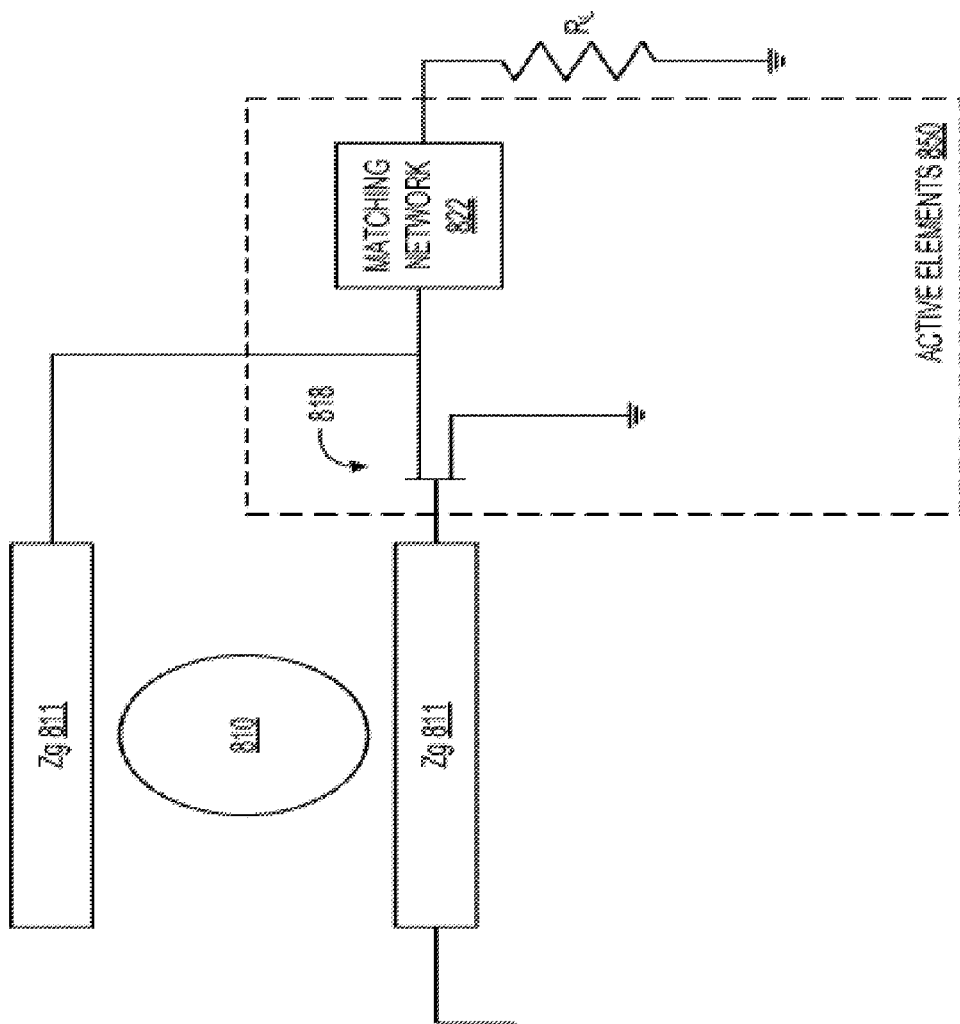 Zg 811
810
Zg 811
818
MATCHING
NETWORK
822
RL
ACTIVE ELEMENTS 850